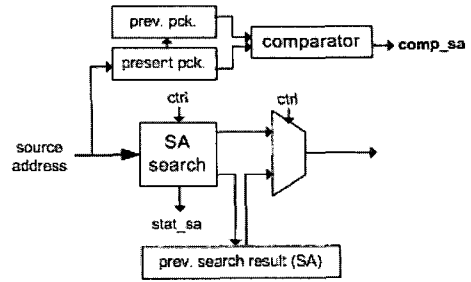 prev. pck.
present pck.
comparator
comp_sa
ctrl
ctrl
source
address
SA
search
stat_sa
prev. search result (SA)